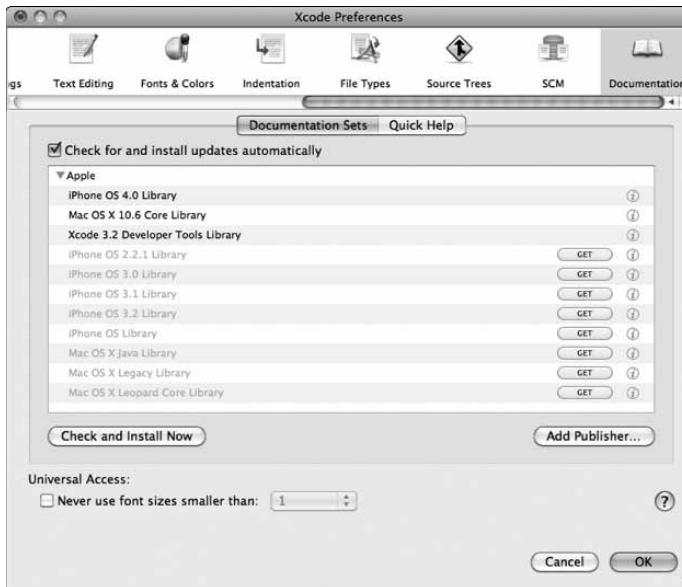 Xcode Preferences
gs Text Editing Fonts & Colors Indentation File Types Source Trees SCM Documentation
Documentation Sets Quick Help
Check for and install updates automatically
Apple
iPhone OS 4.0 Library
Mac OS X 10.6 Core Library
Xcode 3.2 Developer Tools Library
iPhone OS 2.2.1 Library GET
iPhone OS 3.0 Library GET
iPhone OS 3.1 Library GET
iPhone OS 3.2 Library GET
iPhone OS Library GET
Mac OS X Java Library GET
Mac OS X Legacy Library GET
Mac OS X Leopard Core Library GET
Check and Install Now Add Publisher...
Universal Access:
Never use font sizes smaller than: 1 ?
Cancel OK